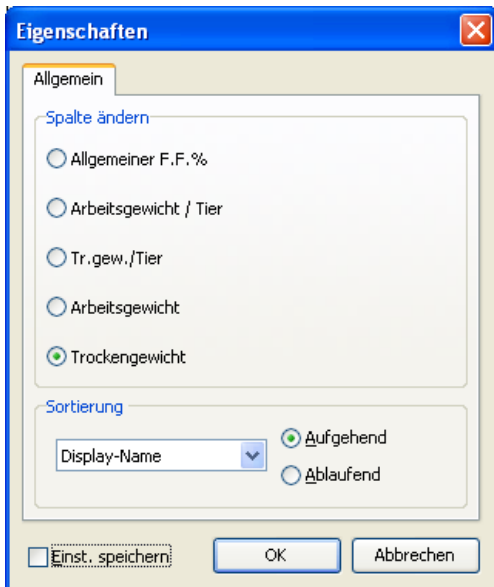 Eigenschaften
Allgemein
Spalte ändern
Allgemeiner F.F.%
Arbeitsgewicht / Tier
Tr.gew./Tier
Arbeitsgewicht
Trockengewicht
Sortierung
Display-Name
Aufgehend
Ablaufend
Einst. speichern
OK
Abbrechen